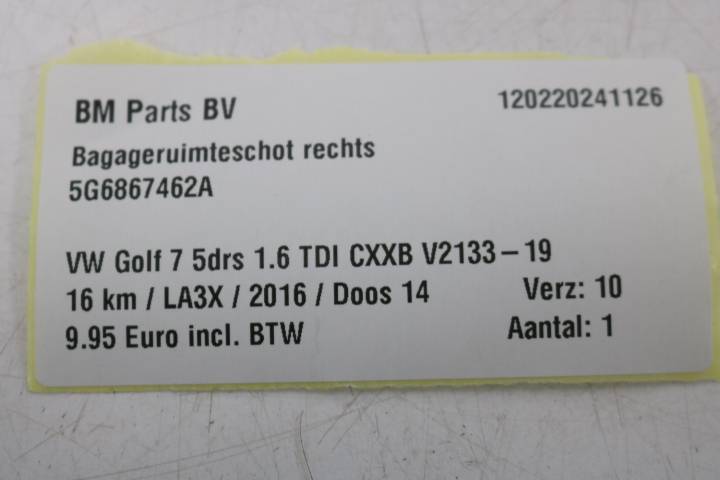 BM Parts BV 120220241126
Bagageruimteschot rechts
5G6867462A
VW Golf 7 5drs 1.6 TDI CXXB V2133-19
16 km / LA3X / 2016 / Doos 14 Verz: 10
9.95 Euro incl. BTW Aantal: 1